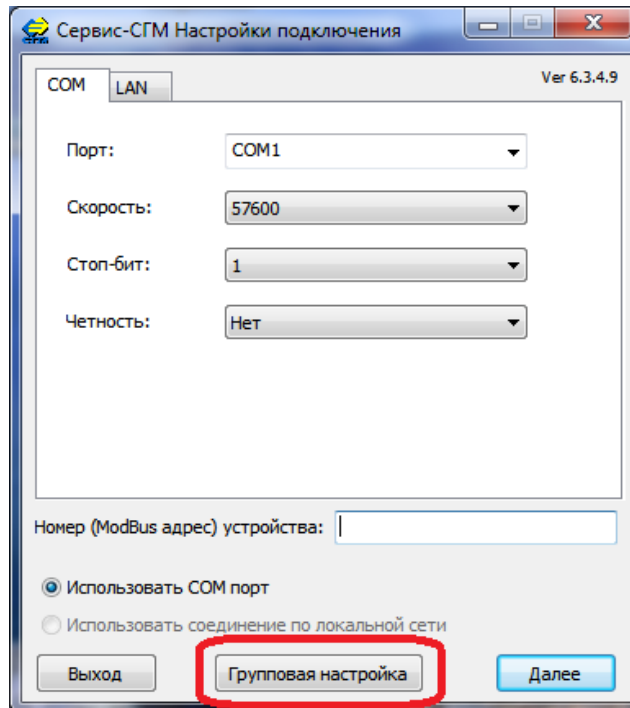 Сервис-СГМ Настройки подключения
COM LAN Ver 6.3.4.9
Порт: COM1
Скорость: 57600
Стоп-бит: 1
Четность: Нет
Номер (ModBus адрес) устройства:
Использовать COM порт
Использовать соединение по локальной сети
Выход Групповая настройка Далее